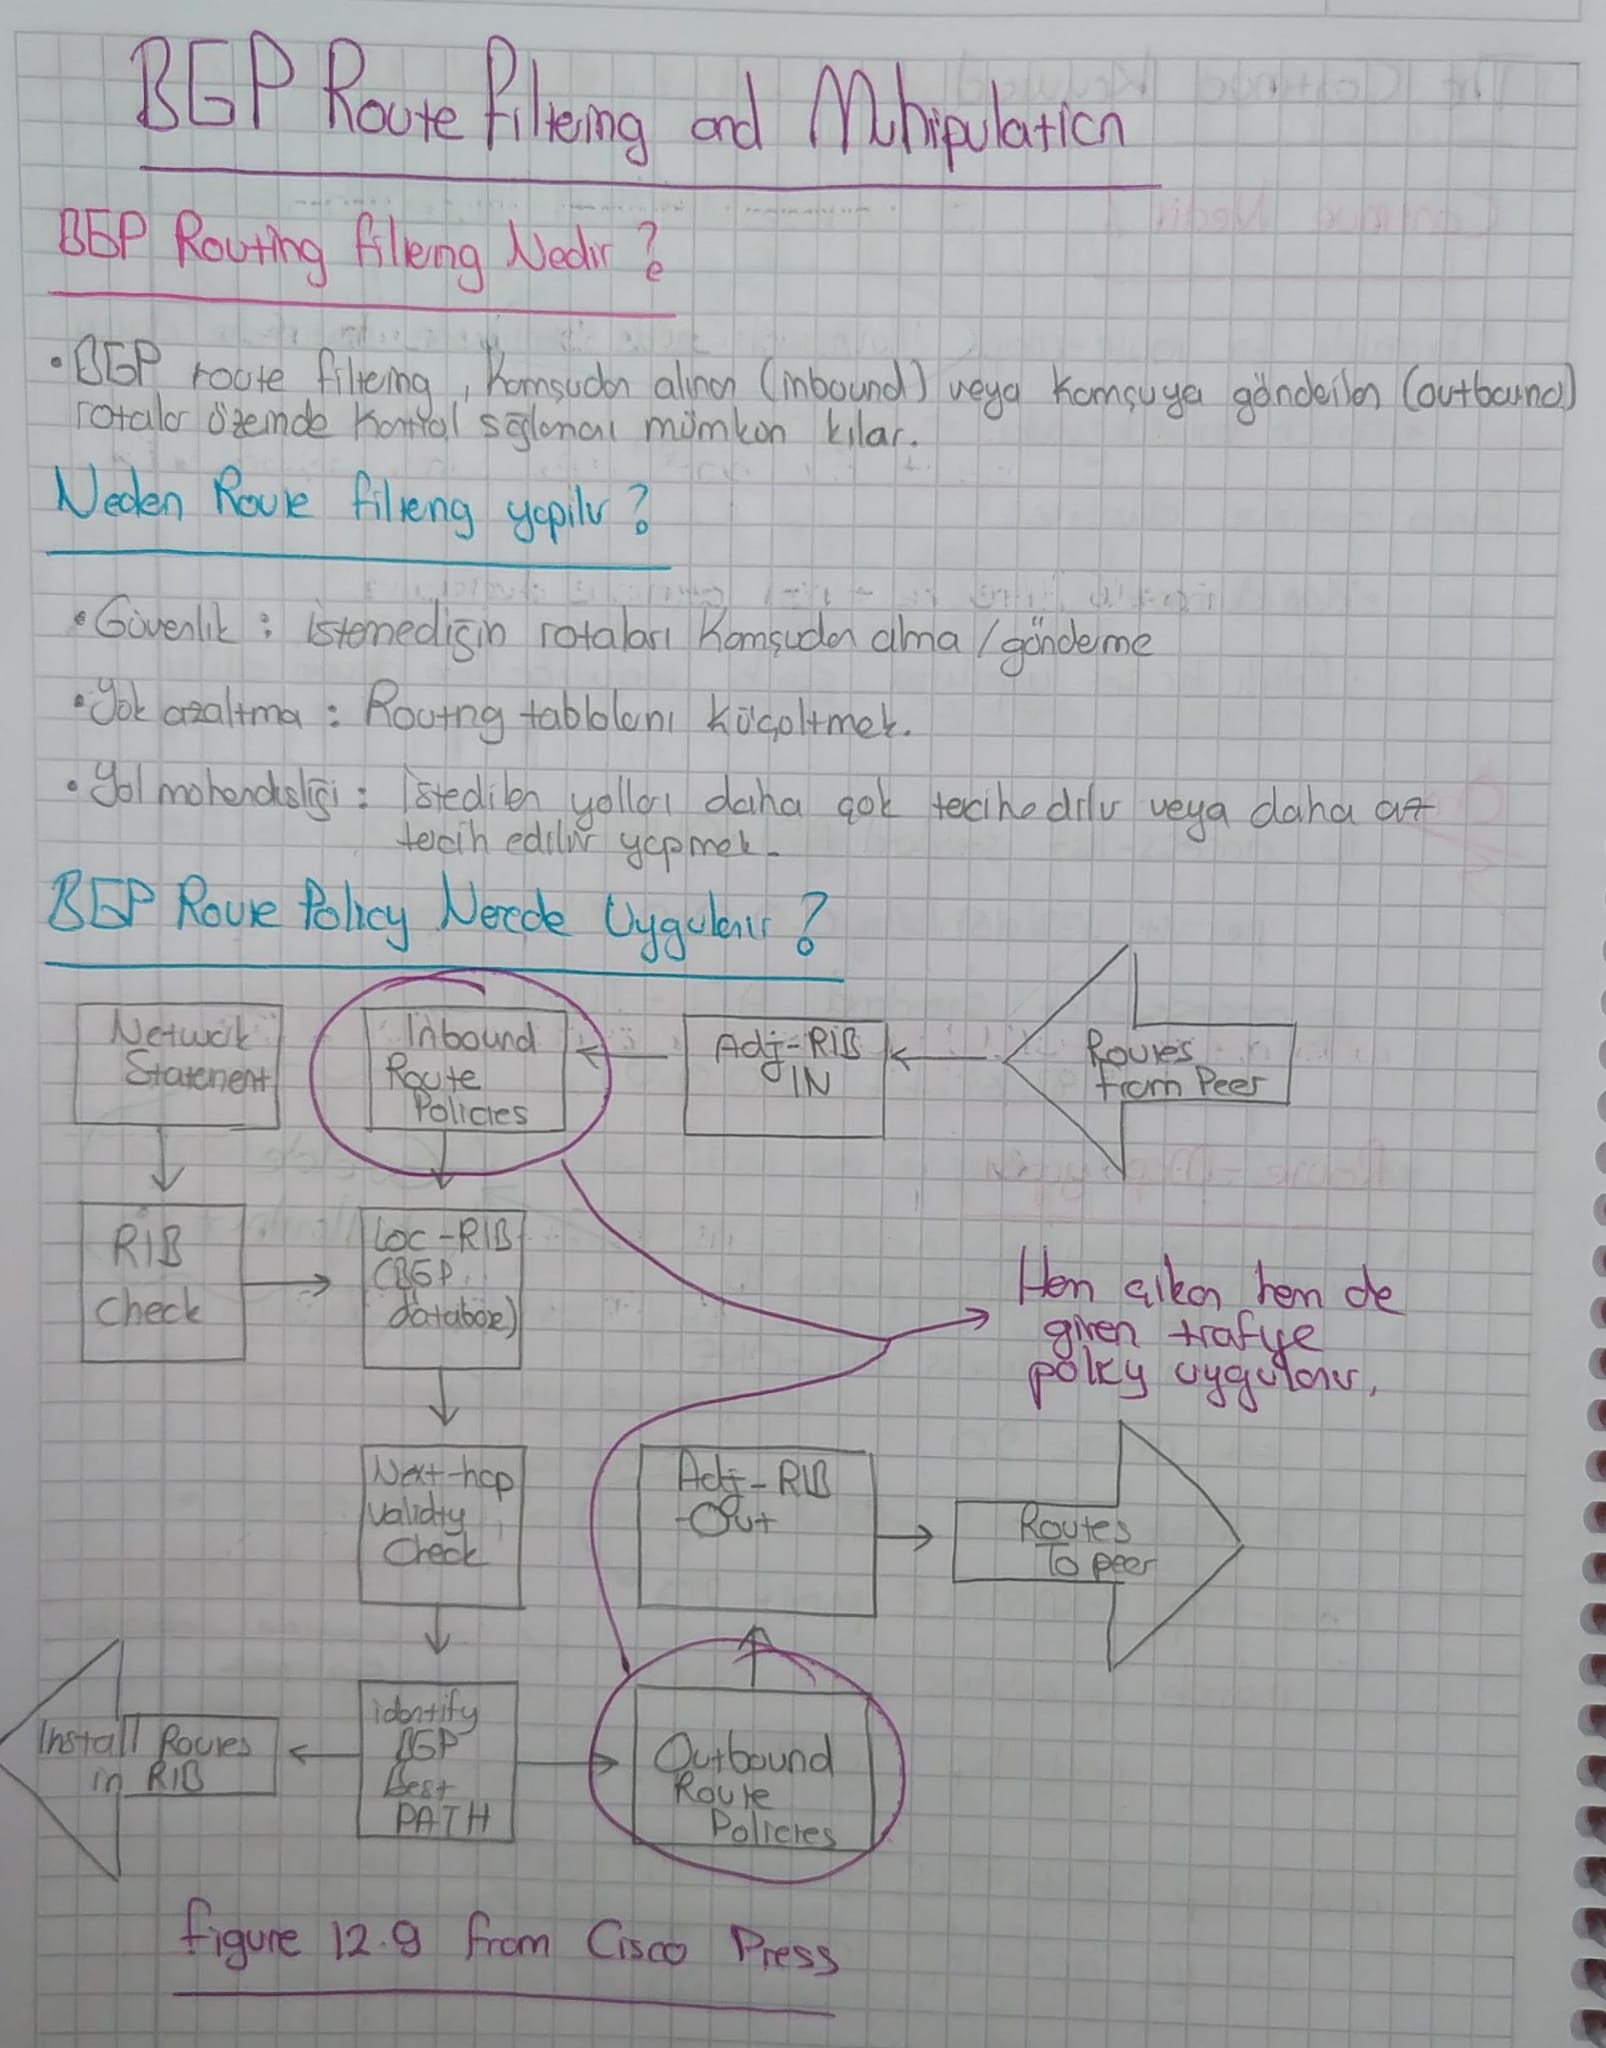 BGP Route Filtering and Manipulation
BGP Routing Filtering Nedir?
• BGP route filtering, Komşudan alınan (inbound) veya Komşuya gönderilen (outbound)
rotalar üzerinde Kontrol sağlamayı mümkün kılar.
Neden Route filtering yapılır?
• Güvenlik : istemediğin rotaları Komşudan alma / gönderme
• Yük azaltma : Routing tablolarını küçültmek.
• Yol mühendisliği : İstedilen yolları daha çok tercih edilir veya daha az
tercih edilir yapmak.
BGP Route Policy Nerede Uygulanır?
Network
Statement
Inbound
Route
Policies
Adj-RIB
IN
Routes
from Peer
RIB
Check
Loc-RIB
(BGP
database)
Hem çıkan hem de
giren trafiğe
policy uygulanır.
Next-hop
Validity
Check
Adj-RIB
-Out
Routes
To peer
Install Routes
in RIB
identify
BGP
Best
PATH
Outbound
Route
Policies
figure 12.9 from Cisco Press